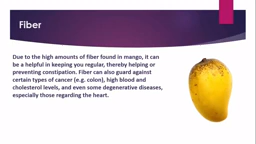 Fiber
Due to the high amounts of fiber found in mango, it can
be a helpful in keeping you regular, thereby helping or
preventing constipation. Fiber can also guard against
certain types of cancer (e.g. colon), high blood and
cholesterol levels, and even some degenerative diseases,
especially those regarding the heart.